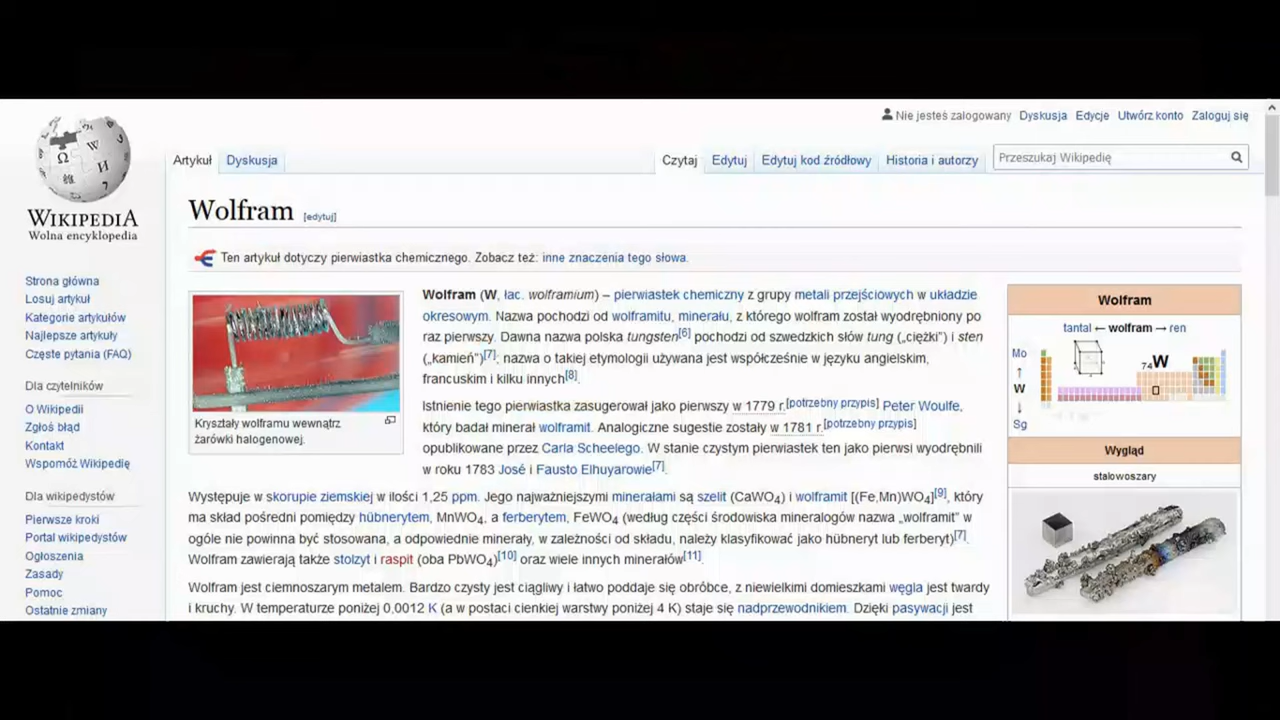 Nie jesteś zalogowany Dyskusja Edycje Utwórz konto Zaloguj się
Artykuł Dyskusja Czytaj Edytuj Edytuj kod źródłowy Historia i autorzy Przeszukaj Wikipedię
WIKIPEDIA
Wolna encyklopedia
Strona główna
Losuj artykuł
Kategorie artykułów
Najlepsze artykuły
Częste pytania (FAQ)
Dla czytelników
O Wikipedii
Zgłoś błąd
Kontakt
Wspomóż Wikipedię
Dla wikipedystów
Pierwsze kroki
Portal wikipedystów
Ogłoszenia
Zasady
Pomoc
Ostatnie zmiany
Wolfram [edytuj]
Ten artykuł dotyczy pierwiastka chemicznego. Zobacz też: inne znaczenia tego słowa.
Kryształy wolframu wewnątrz
żarówki halogenowej.
Wolfram (W, łac. wolframium) – pierwiastek chemiczny z grupy metali przejściowych w układzie
okresowym. Nazwa pochodzi od wolframitu, minerału, z którego wolfram został wyodrębniony po
raz pierwszy. Dawna nazwa polska tungsten[6] pochodzi od szwedzkich słów tung („ciężki”) i sten
(„kamień”)[7]; nazwa o takiej etymologii używana jest współcześnie w języku angielskim,
francuskim i kilku innych[8].
Istnienie tego pierwiastka zasugerował jako pierwszy w 1779 r.[potrzebny przypis] Peter Woulfe,
który badał minerał wolframit. Analogiczne sugestie zostały w 1781 r.[potrzebny przypis]
opublikowane przez Carla Scheelego. W stanie czystym pierwiastek ten jako pierwsi wyodrębnili
w roku 1783 José i Fausto Elhuyarowie[7].
Występuje w skorupie ziemskiej w ilości 1,25 ppm. Jego najważniejszymi minerałami są szelit (CaWO4) i wolframit [(Fe,Mn)WO4][9], który
ma skład pośredni pomiędzy hübnerytem, MnWO4, a ferberytem, FeWO4 (według części środowiska mineralogów nazwa „wolframit” w
ogóle nie powinna być stosowana, a odpowiednie minerały, w zależności od składu, należy klasyfikować jako hübneryt lub ferberyt)[7].
Wolfram zawierają także stolzyt i raspit (oba PbWO4)[10] oraz wiele innych minerałów[11].
Wolfram jest ciemnoszarym metalem. Bardzo czysty jest ciągliwy i łatwo poddaje się obróbce, z niewielkimi domieszkami węgla jest twardy
i kruchy. W temperaturze poniżej 0,0012 K (a w postaci cienkiej warstwy poniżej 4 K) staje się nadprzewodnikiem. Dzięki pasywacji jest
Wolfram
tantal ← wolfram → ren
Mo
↑
W
↓
Sg
74W
Wygląd
stalowoszary